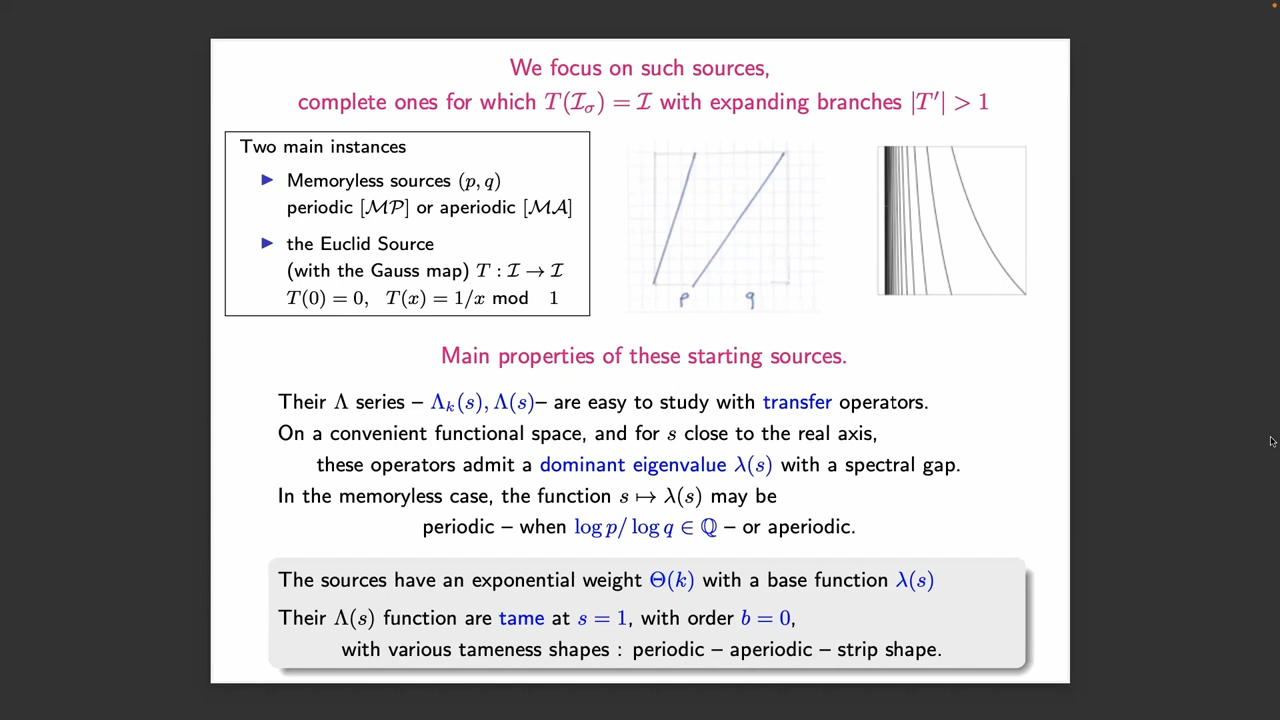 We focus on such sources,
complete ones for which T(I_σ) = I with expanding branches |T′| > 1
Two main instances
▶ Memoryless sources (p, q)
periodic [MP] or aperiodic [MA]
▶ the Euclid Source
(with the Gauss map) T : I → I
T(0) = 0, T(x) = 1/x mod 1
p q
Main properties of these starting sources.
Their Λ series – Λ_k(s), Λ(s)– are easy to study with transfer operators.
On a convenient functional space, and for s close to the real axis,
these operators admit a dominant eigenvalue λ(s) with a spectral gap.
In the memoryless case, the function s ↦ λ(s) may be
periodic – when log p/ log q ∈ ℚ – or aperiodic.
The sources have an exponential weight Θ(k) with a base function λ(s)
Their Λ(s) function are tame at s = 1, with order b = 0,
with various tameness shapes : periodic – aperiodic – strip shape.